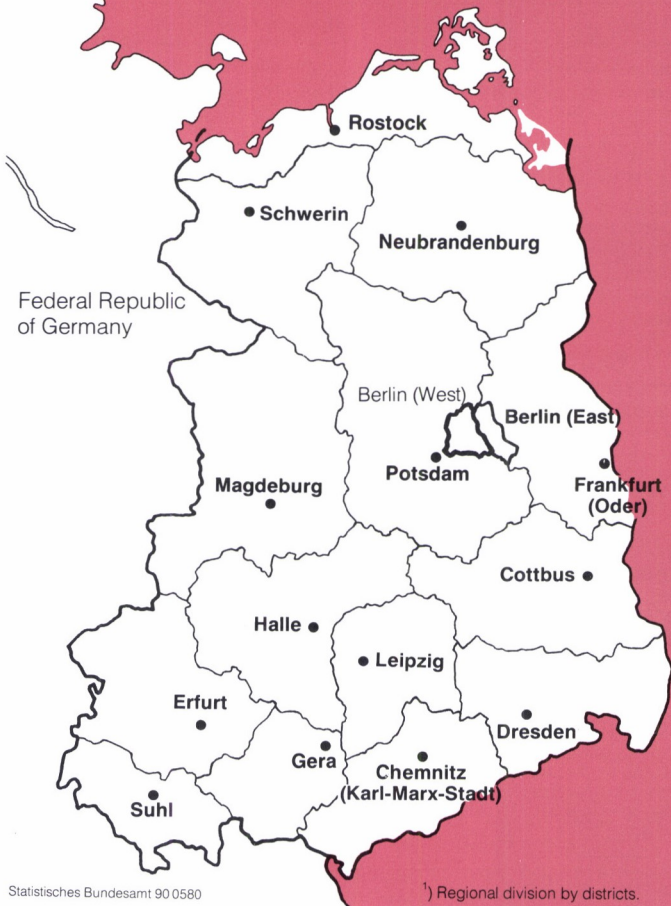 Rostock
Schwerin
Neubrandenburg
Federal Republic
of Germany
Berlin (West)
Berlin (East)
Potsdam
Frankfurt
(Oder)
Magdeburg
Cottbus
Halle
Leipzig
Erfurt
Dresden
Gera
Chemnitz
(Karl-Marx-Stadt)
Suhl
Statistisches Bundesamt 90 0580
¹) Regional division by districts.